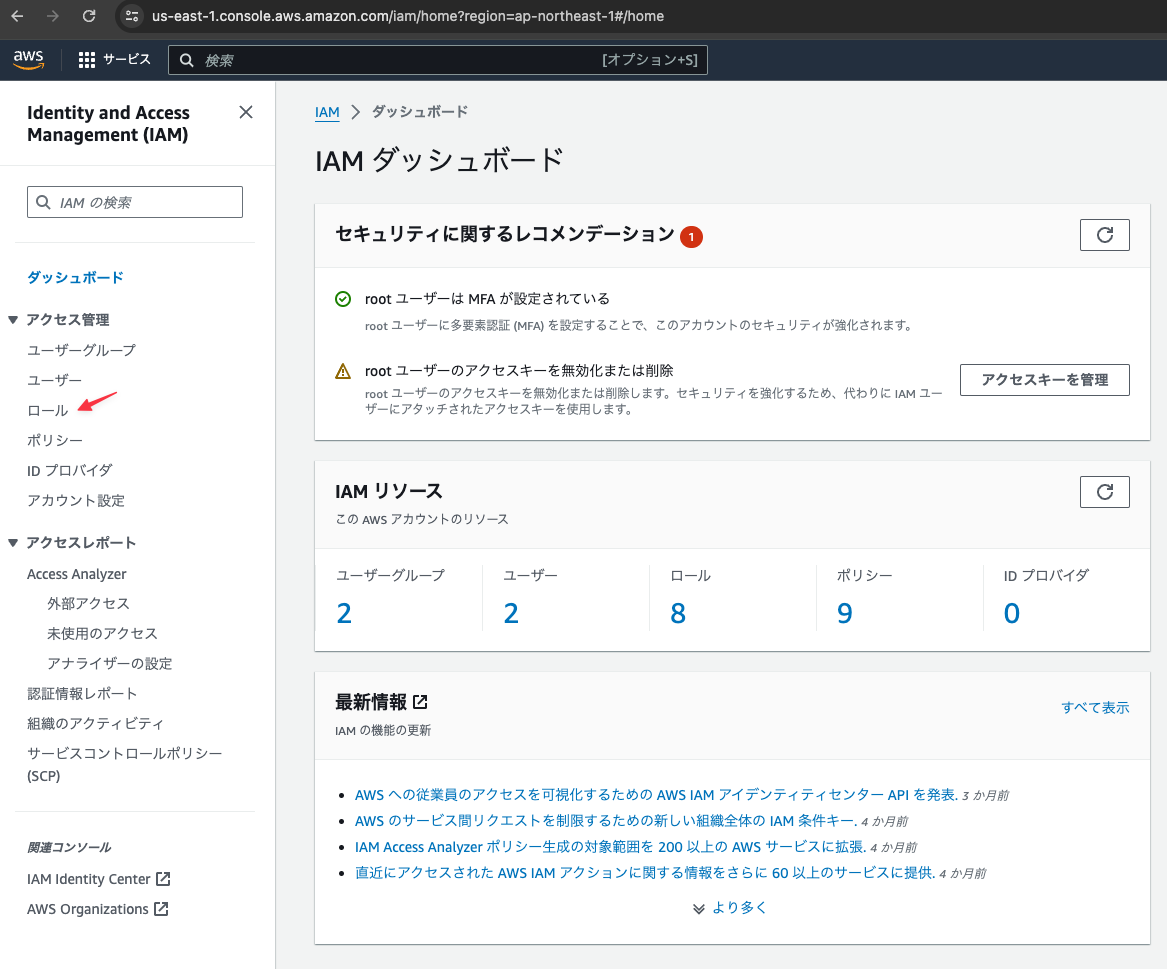 us-east-1.console.aws.amazon.com/iam/home?region=ap-northeast-1#/home
aws
サービス
検索
[オプション+S]
Identity and Access
Management (IAM)
IAM の検索
ダッシュボード
アクセス管理
ユーザーグループ
ユーザー
ロール
ポリシー
ID プロバイダ
アカウント設定
アクセスレポート
Access Analyzer
外部アクセス
未使用のアクセス
アナライザーの設定
認証情報レポート
組織のアクティビティ
サービスコントロールポリシー
(SCP)
関連コンソール
IAM Identity Center
AWS Organizations
IAM
ダッシュボード
IAM ダッシュボード
セキュリティに関するレコメンデーション 1
root ユーザーは MFA が設定されている
root ユーザーに多要素認証 (MFA) を設定することで、このアカウントのセキュリティが強化されます。
root ユーザーのアクセスキーを無効化または削除
root ユーザーのアクセスキーを無効化または削除します。セキュリティを強化するため、代わりに IAM ユー
ザーにアタッチされたアクセスキーを使用します。
アクセスキーを管理
IAM リソース
この AWS アカウントのリソース
ユーザーグループ
2
ユーザー
2
ロール
8
ポリシー
9
ID プロバイダ
0
最新情報
IAM の機能の更新
すべて表示
AWS への従業員のアクセスを可視化するための AWS IAM アイデンティティセンター API を発表. 3 か月前
AWS のサービス間リクエストを制限するための新しい組織全体の IAM 条件キー. 4 か月前
IAM Access Analyzer ポリシー生成の対象範囲を 200 以上の AWS サービスに拡張. 4 か月前
直近にアクセスされた AWS IAM アクションに関する情報をさらに 60 以上のサービスに提供. 4 か月前
より多く